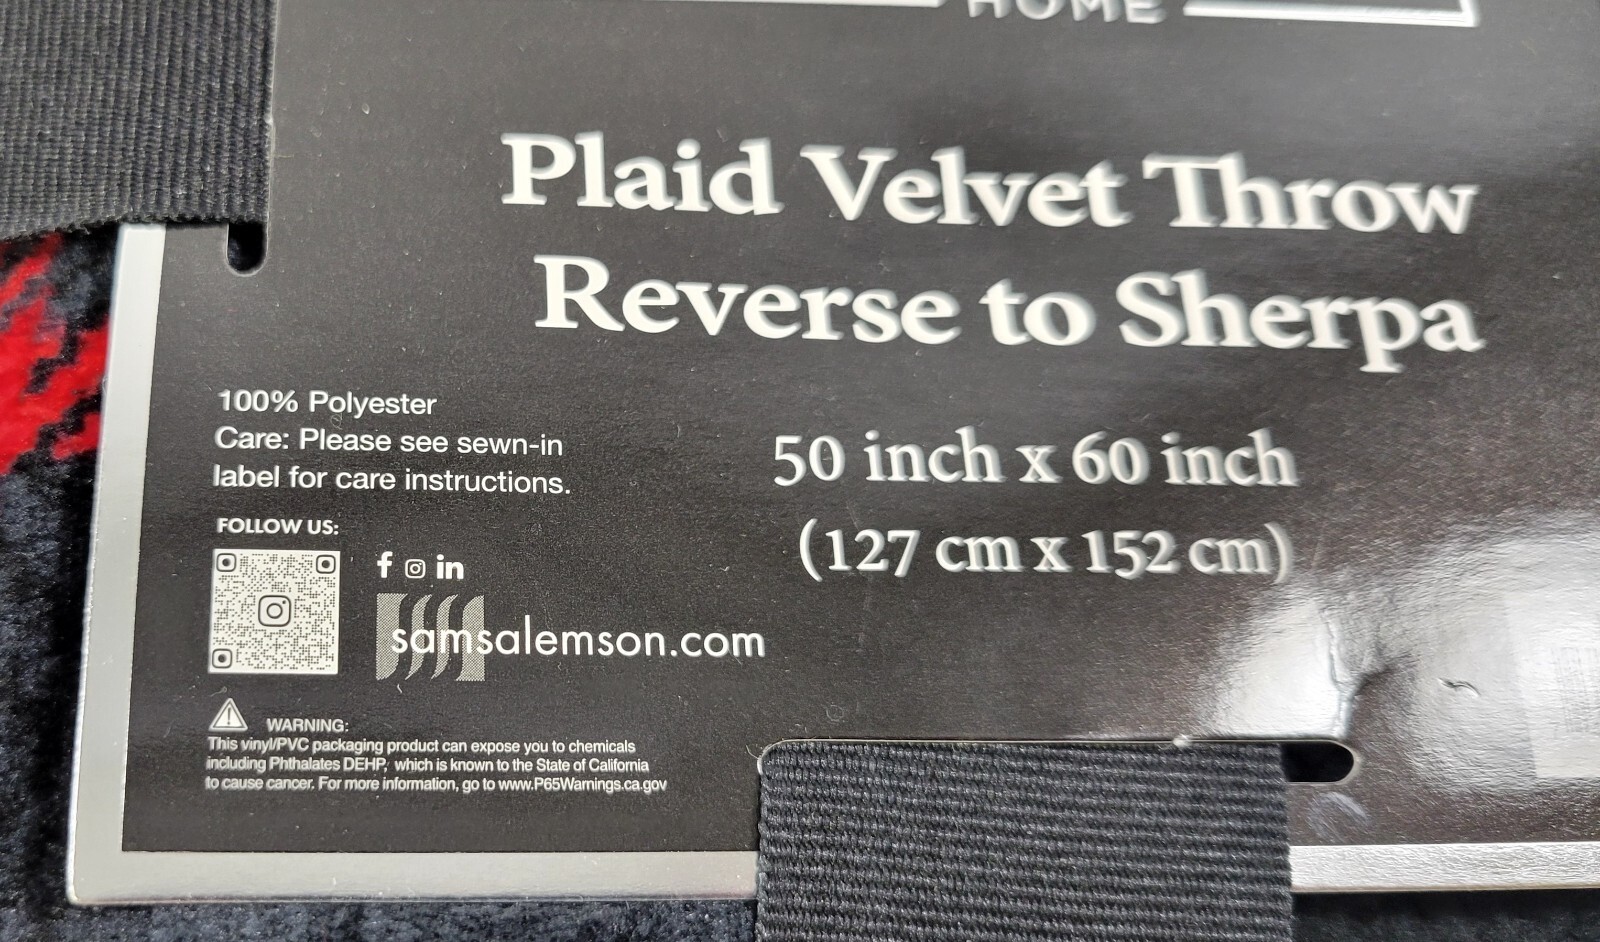 HOME
Plaid Velvet Throw
Reverse to Sherpa
100% Polyester
Care: Please see sewn-in
label for care instructions.
50 inch x 60 inch
(127 cm x 152 cm)
FOLLOW US:
f in
samsalemson.com
WARNING:
This vinyl/PVC packaging product can expose you to chemicals
including Phthalates DEHP, which is known to the State of California
to cause cancer. For more information, go to www.P65Warnings.ca.gov